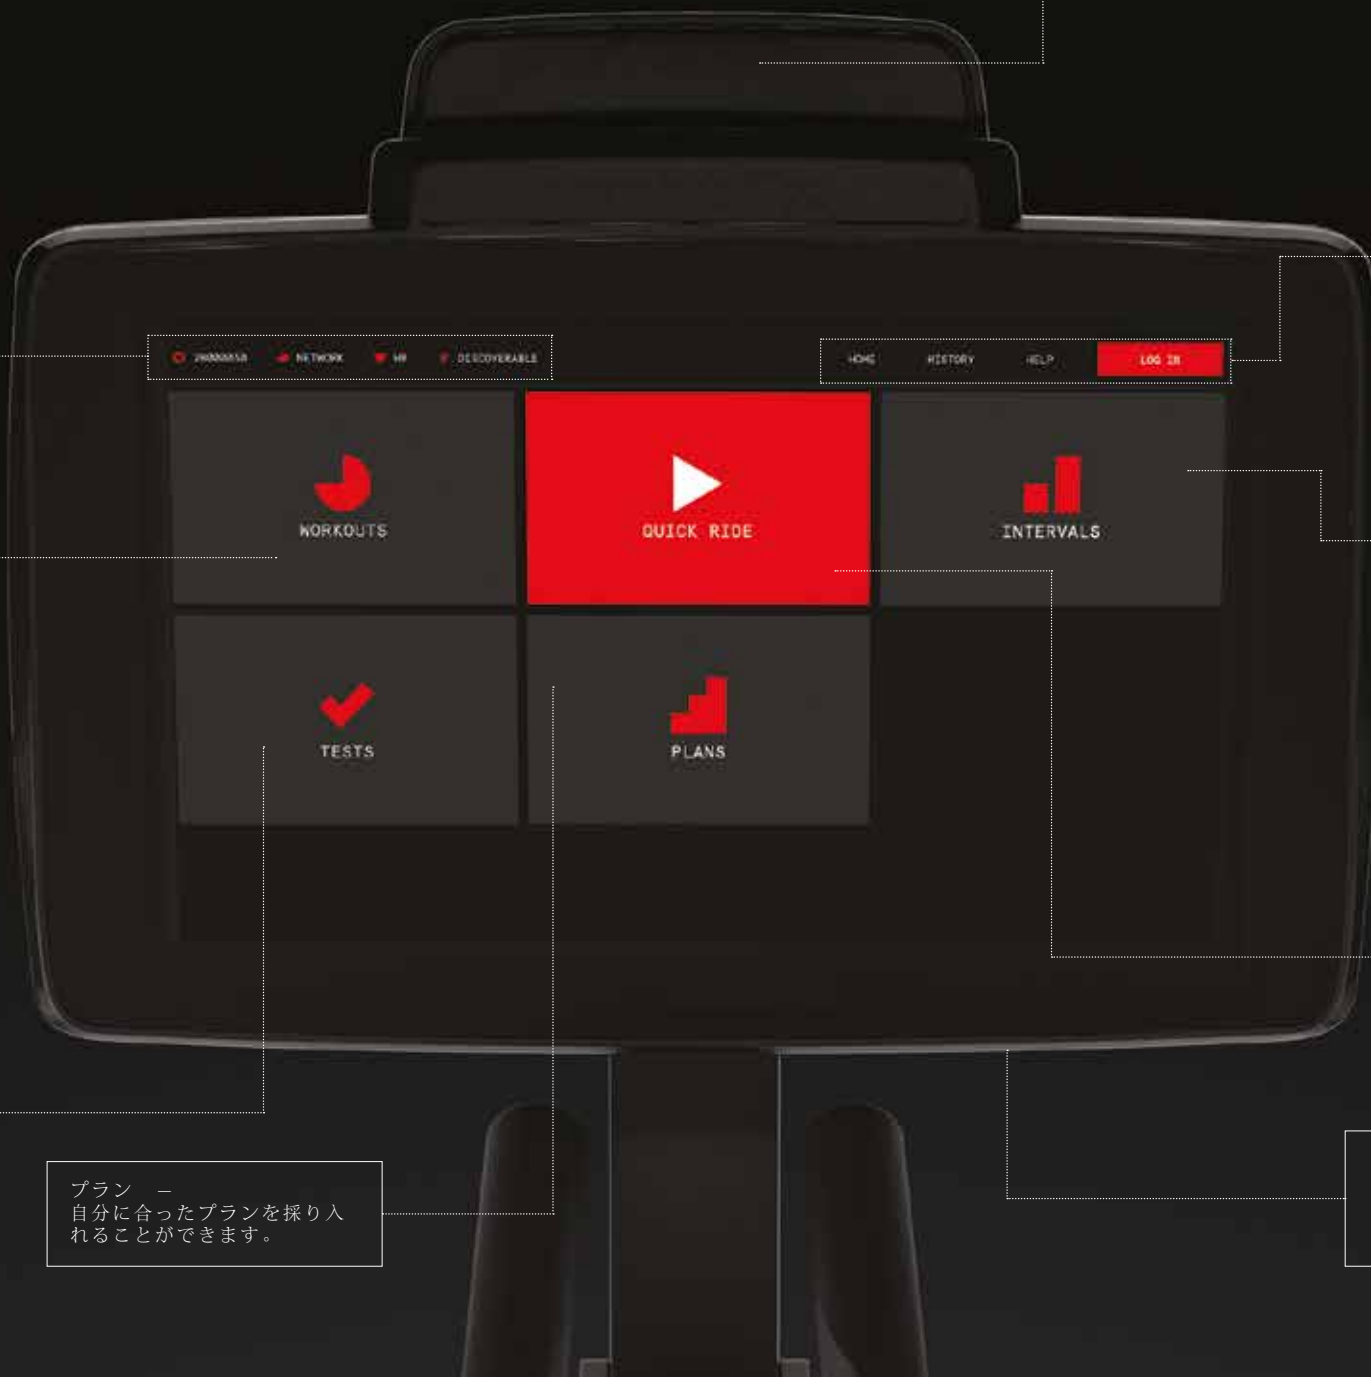 NETWORK HR DISCOVERABLE
HOME HISTORY HELP LOG IN
WORKOUTS
QUICK RIDE
INTERVALS
TESTS
PLANS
プラン －
自分に合ったプランを採り入
れることができます。